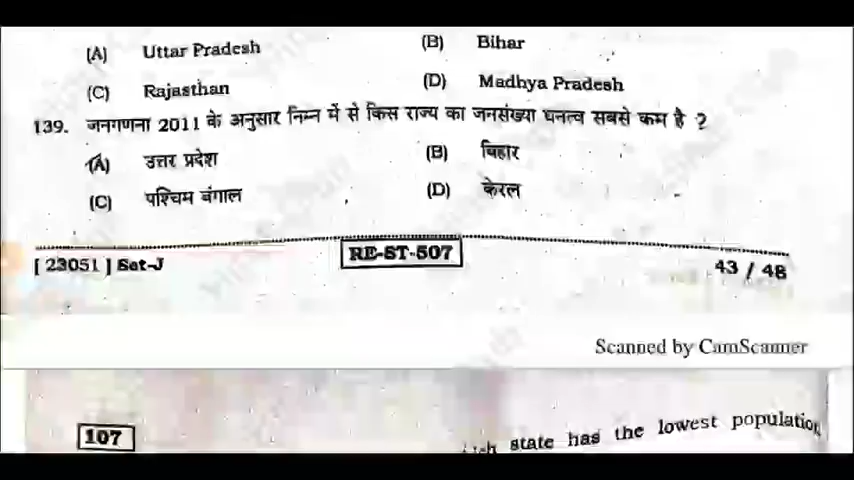 (A) Uttar Pradesh (B) Bihar
(C) Rajasthan (D) Madhya Pradesh
139. जनगणना 2011 के अनुसार निम्न में से किस राज्य का जनसंख्या घनत्व सबसे कम है ?
(A) उत्तर प्रदेश (B) बिहार
(C) पश्चिम बंगाल (D) केरल
[ 23051 ] Set-J RE-ST-507 43 / 48
Scanned by CamScanner
107
state has the lowest population